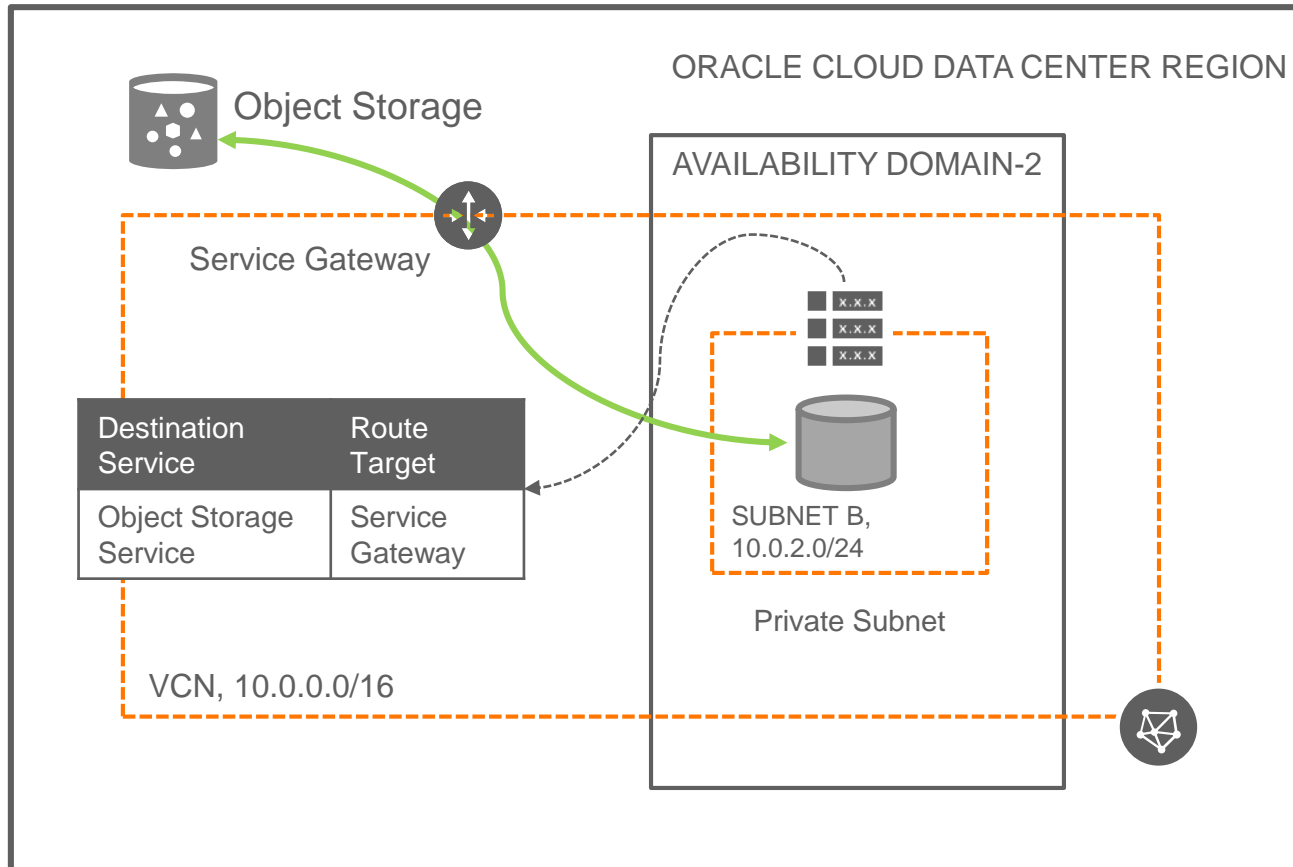 ORACLE CLOUD DATA CENTER REGION
Object Storage
AVAILABILITY DOMAIN-2
Service Gateway
x.x.x
x.x.x
x.x.x
Destination Service
Route Target
Object Storage Service
Service Gateway
SUBNET B,
10.0.2.0/24
Private Subnet
VCN, 10.0.0.0/16